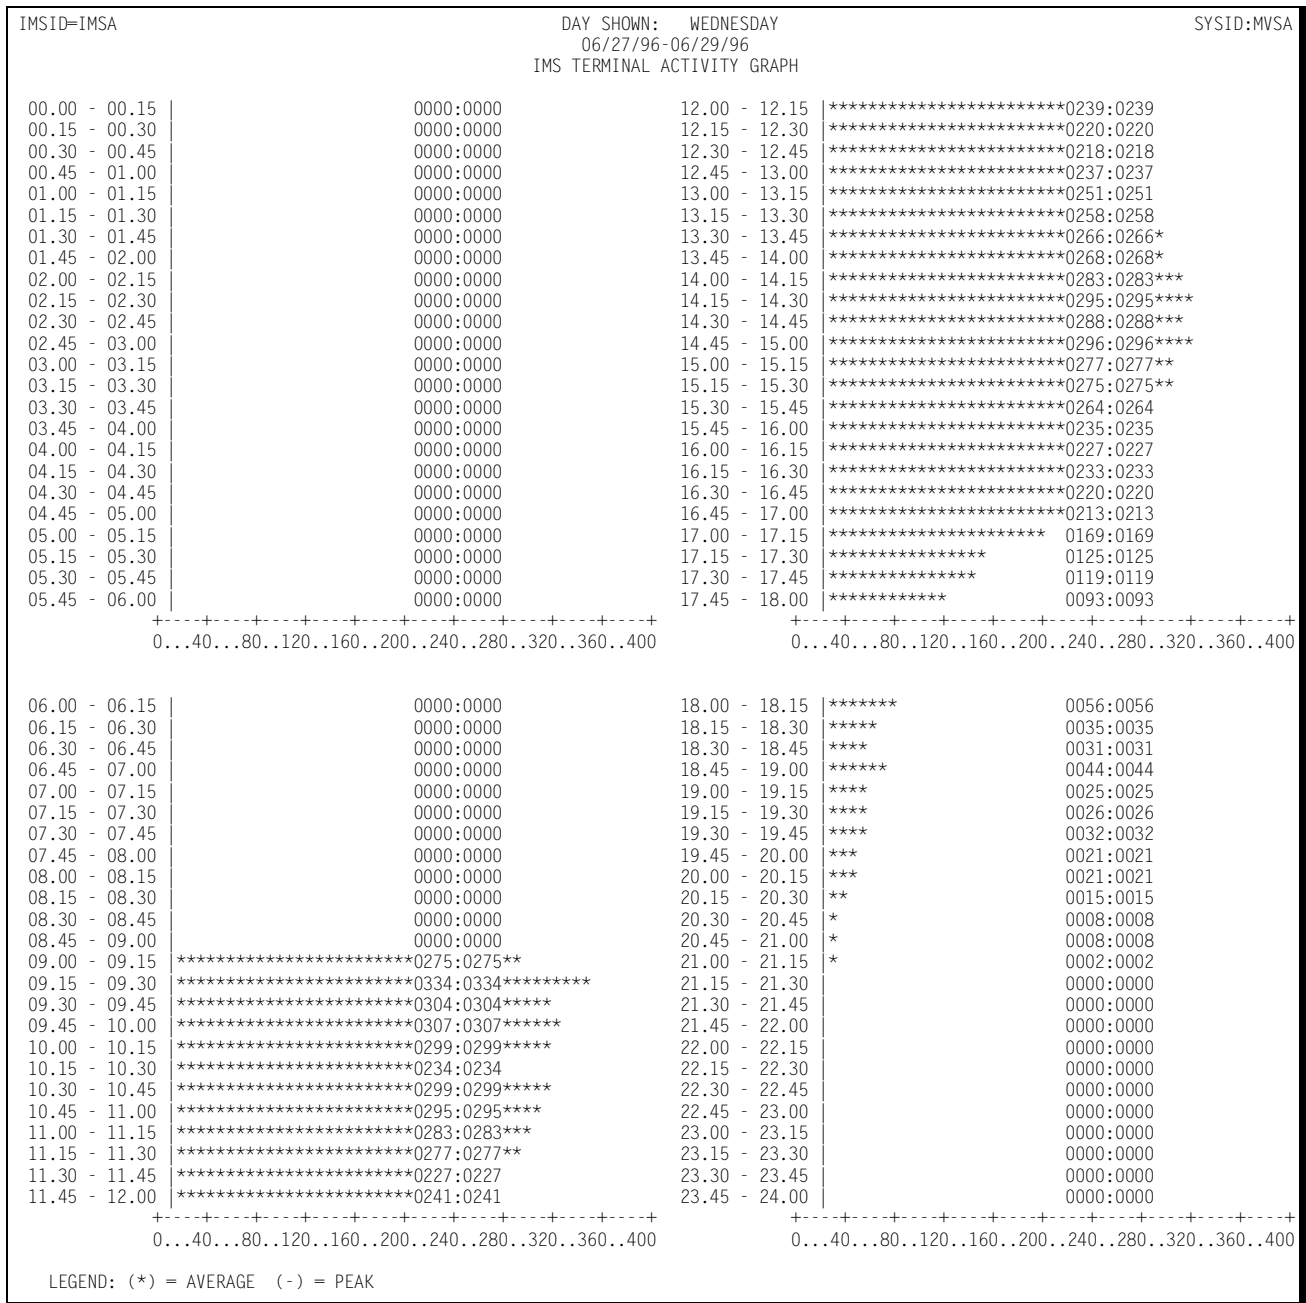 IMSID=IMSA DAY SHOWN: WEDNESDAY SYSID:MVSA
06/27/96-06/29/96
IMS TERMINAL ACTIVITY GRAPH
00.00 - 00.15 | 0000:0000 12.00 - 12.15 |************************0239:0239
00.15 - 00.30 | 0000:0000 12.15 - 12.30 |************************0220:0220
00.30 - 00.45 | 0000:0000 12.30 - 12.45 |************************0218:0218
00.45 - 01.00 | 0000:0000 12.45 - 13.00 |************************0237:0237
01.00 - 01.15 | 0000:0000 13.00 - 13.15 |************************0251:0251
01.15 - 01.30 | 0000:0000 13.15 - 13.30 |************************0258:0258
01.30 - 01.45 | 0000:0000 13.30 - 13.45 |************************0266:0266*
01.45 - 02.00 | 0000:0000 13.45 - 14.00 |************************0268:0268*
02.00 - 02.15 | 0000:0000 14.00 - 14.15 |************************0283:0283***
02.15 - 02.30 | 0000:0000 14.15 - 14.30 |************************0295:0295****
02.30 - 02.45 | 0000:0000 14.30 - 14.45 |************************0288:0288***
02.45 - 03.00 | 0000:0000 14.45 - 15.00 |************************0296:0296****
03.00 - 03.15 | 0000:0000 15.00 - 15.15 |************************0277:0277**
03.15 - 03.30 | 0000:0000 15.15 - 15.30 |************************0275:0275**
03.30 - 03.45 | 0000:0000 15.30 - 15.45 |************************0264:0264
03.45 - 04.00 | 0000:0000 15.45 - 16.00 |************************0235:0235
04.00 - 04.15 | 0000:0000 16.00 - 16.15 |************************0227:0227
04.15 - 04.30 | 0000:0000 16.15 - 16.30 |************************0233:0233
04.30 - 04.45 | 0000:0000 16.30 - 16.45 |************************0220:0220
04.45 - 05.00 | 0000:0000 16.45 - 17.00 |************************0213:0213
05.00 - 05.15 | 0000:0000 17.00 - 17.15 |********************** 0169:0169
05.15 - 05.30 | 0000:0000 17.15 - 17.30 |**************** 0125:0125
05.30 - 05.45 | 0000:0000 17.30 - 17.45 |*************** 0119:0119
05.45 - 06.00 | 0000:0000 17.45 - 18.00 |************ 0093:0093
+----+----+----+----+----+----+----+----+----+----+ +----+----+----+----+----+----+----+----+----+----+
0...40...80..120..160..200..240..280..320..360..400 0...40...80..120..160..200..240..280..320..360..400
06.00 - 06.15 | 0000:0000 18.00 - 18.15 |******* 0056:0056
06.15 - 06.30 | 0000:0000 18.15 - 18.30 |***** 0035:0035
06.30 - 06.45 | 0000:0000 18.30 - 18.45 |**** 0031:0031
06.45 - 07.00 | 0000:0000 18.45 - 19.00 |****** 0044:0044
07.00 - 07.15 | 0000:0000 19.00 - 19.15 |**** 0025:0025
07.15 - 07.30 | 0000:0000 19.15 - 19.30 |**** 0026:0026
07.30 - 07.45 | 0000:0000 19.30 - 19.45 |**** 0032:0032
07.45 - 08.00 | 0000:0000 19.45 - 20.00 |*** 0021:0021
08.00 - 08.15 | 0000:0000 20.00 - 20.15 |*** 0021:0021
08.15 - 08.30 | 0000:0000 20.15 - 20.30 |** 0015:0015
08.30 - 08.45 | 0000:0000 20.30 - 20.45 |* 0008:0008
08.45 - 09.00 | 0000:0000 20.45 - 21.00 |* 0008:0008
09.00 - 09.15 |************************0275:0275** 21.00 - 21.15 |* 0002:0002
09.15 - 09.30 |************************0334:0334********* 21.15 - 21.30 | 0000:0000
09.30 - 09.45 |************************0304:0304***** 21.30 - 21.45 | 0000:0000
09.45 - 10.00 |************************0307:0307****** 21.45 - 22.00 | 0000:0000
10.00 - 10.15 |************************0299:0299***** 22.00 - 22.15 | 0000:0000
10.15 - 10.30 |************************0234:0234 22.15 - 22.30 | 0000:0000
10.30 - 10.45 |************************0299:0299***** 22.30 - 22.45 | 0000:0000
10.45 - 11.00 |************************0295:0295**** 22.45 - 23.00 | 0000:0000
11.00 - 11.15 |************************0283:0283*** 23.00 - 23.15 | 0000:0000
11.15 - 11.30 |************************0277:0277** 23.15 - 23.30 | 0000:0000
11.30 - 11.45 |************************0227:0227 23.30 - 23.45 | 0000:0000
11.45 - 12.00 |************************0241:0241 23.45 - 24.00 | 0000:0000
+----+----+----+----+----+----+----+----+----+----+ +----+----+----+----+----+----+----+----+----+----+
0...40...80..120..160..200..240..280..320..360..400 0...40...80..120..160..200..240..280..320..360..400
LEGEND: (*) = AVERAGE (-) = PEAK